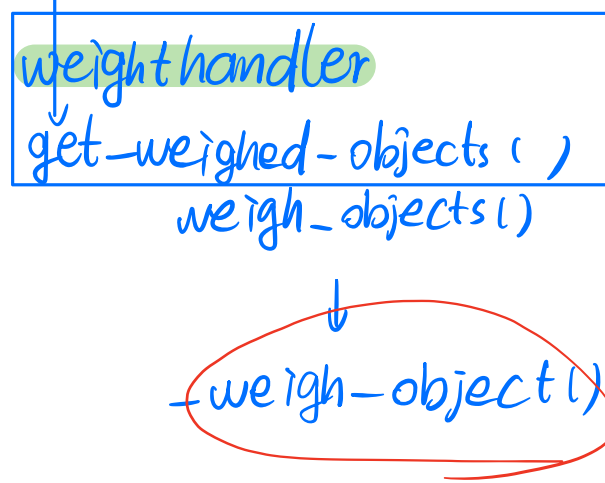 weighthandler
get_weighed_objects( )
weigh_objects()
_weigh_object()